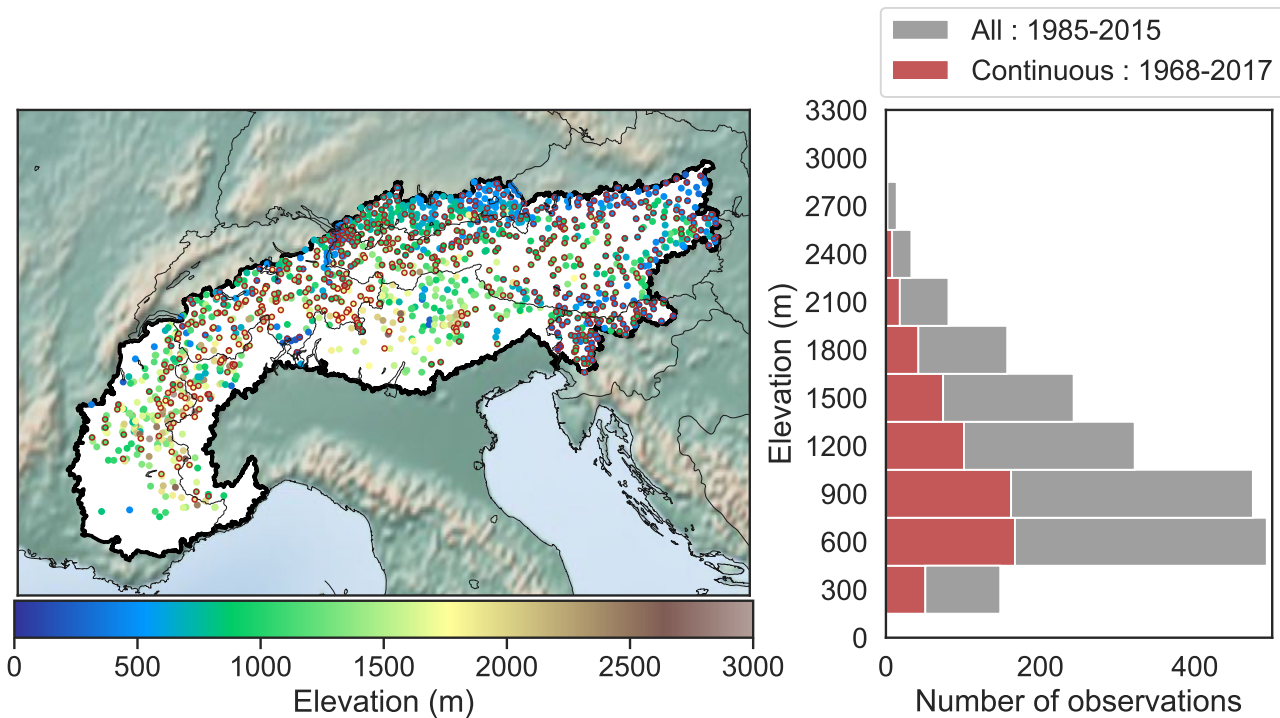 All : 1985-2015
Continuous : 1968-2017
3300
3000
2700
2400
2100
1800
1500
1200
900
600
300
0
Elevation (m)
0 200 400
Number of observations
0 500 1000 1500 2000 2500 3000
Elevation (m)